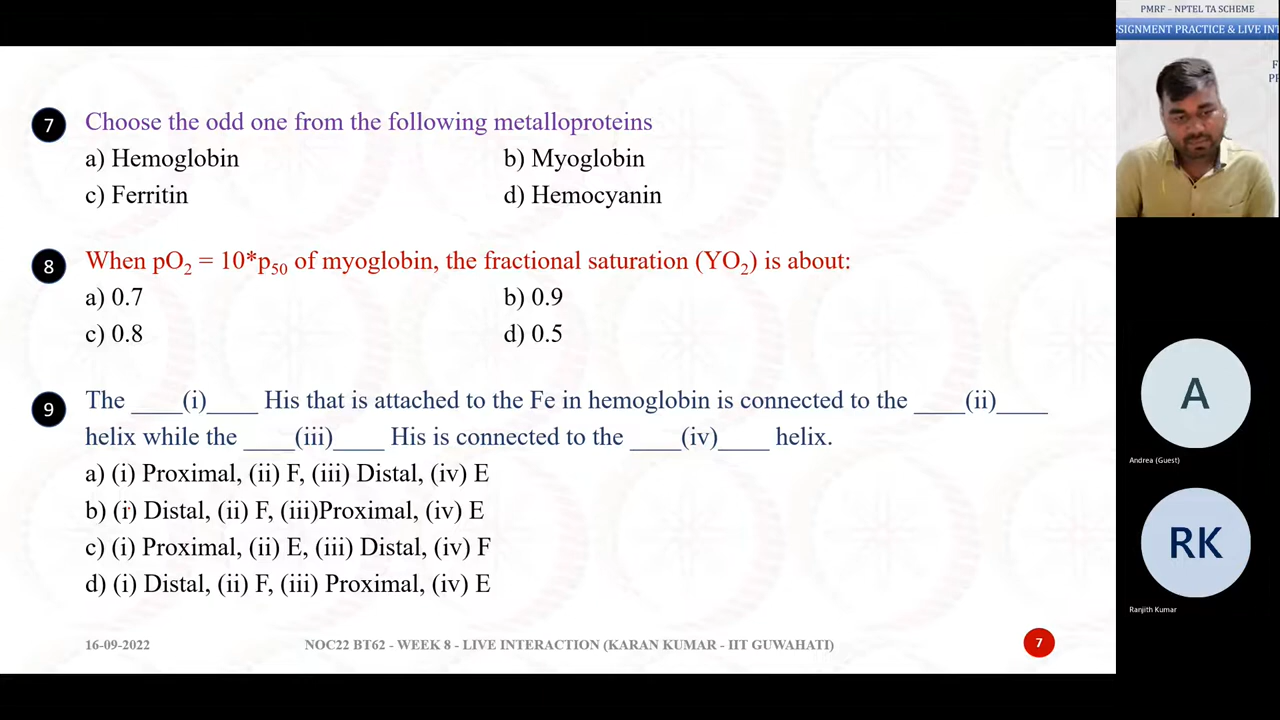 PMRF – NPTEL TA SCHEME
SSIGNMENT PRACTICE & LIVE INT
7 Choose the odd one from the following metalloproteins
a) Hemoglobin b) Myoglobin
c) Ferritin d) Hemocyanin
8 When pO2 = 10*p50 of myoglobin, the fractional saturation (YO2) is about:
a) 0.7 b) 0.9
c) 0.8 d) 0.5
9 The ____(i)____ His that is attached to the Fe in hemoglobin is connected to the ____(ii)____
helix while the ____(iii)____ His is connected to the ____(iv)____ helix.
a) (i) Proximal, (ii) F, (iii) Distal, (iv) E
b) (i) Distal, (ii) F, (iii)Proximal, (iv) E
c) (i) Proximal, (ii) E, (iii) Distal, (iv) F
d) (i) Distal, (ii) F, (iii) Proximal, (iv) E
16-09-2022 NOC22 BT62 - WEEK 8 - LIVE INTERACTION (KARAN KUMAR - IIT GUWAHATI) 7
A
Andrea (Guest)
RK
Ranjith Kumar